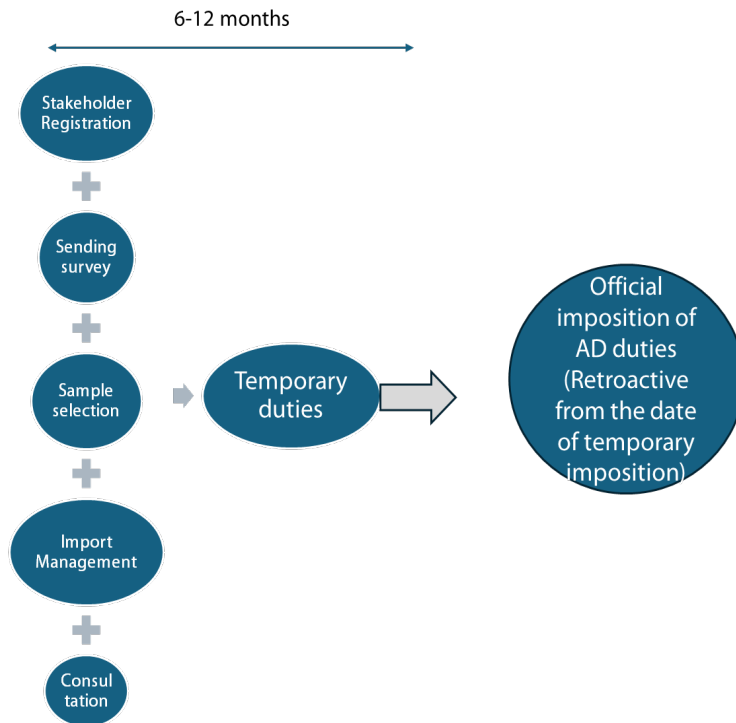 6-12 months
Stakeholder
Registration
Sending
survey
Sample
selection
Import
Management
Consul
tation
Temporary
duties
Official
imposition of
AD duties
(Retroactive
from the date
of temporary
imposition)